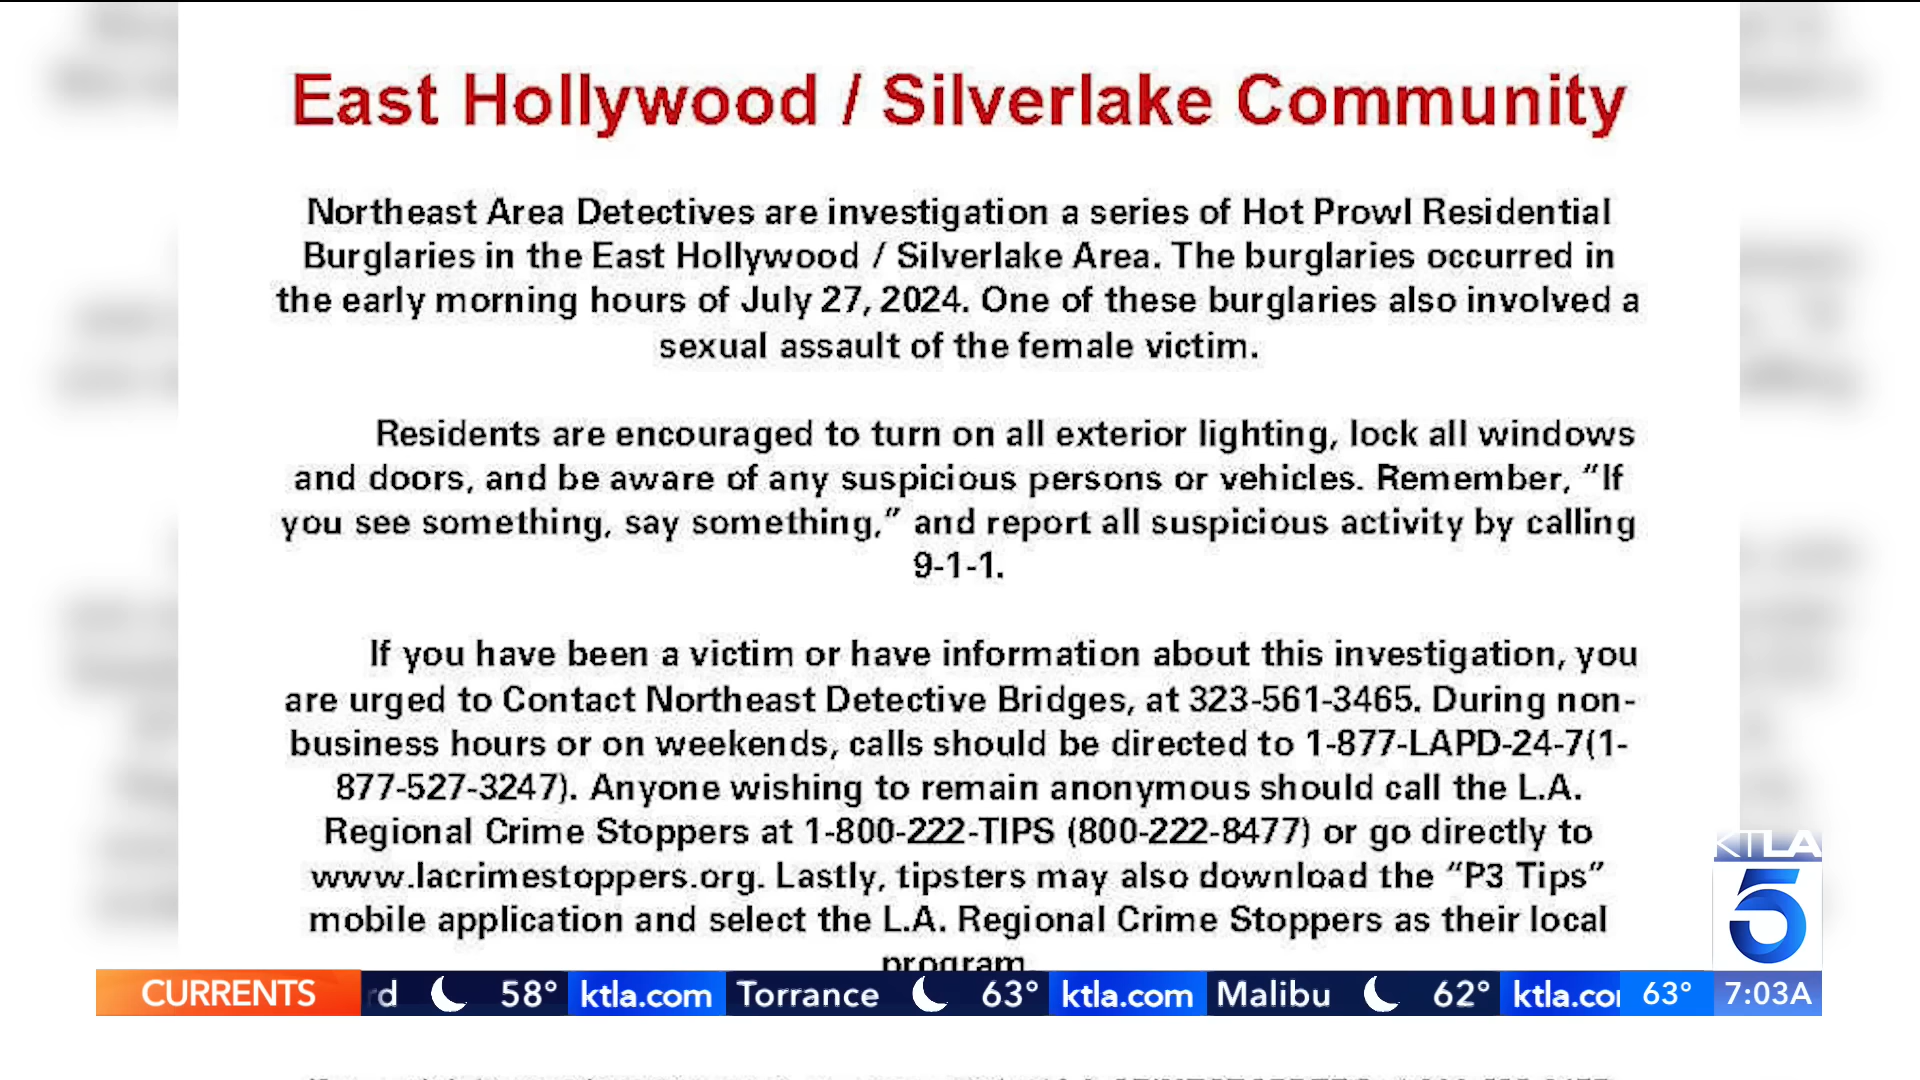 East Hollywood / Silverlake Community
Northeast Area Detectives are investigation a series of Hot Prowl Residential
Burglaries in the East Hollywood / Silverlake Area. The burglaries occurred in
the early morning hours of July 27, 2024. One of these burglaries also involved a
sexual assault of the female victim.
Residents are encouraged to turn on all exterior lighting, lock all windows
and doors, and be aware of any suspicious persons or vehicles. Remember, “If
you see something, say something,” and report all suspicious activity by calling
9-1-1.
If you have been a victim or have information about this investigation, you
are urged to Contact Northeast Detective Bridges, at 323-561-3465. During non-
business hours or on weekends, calls should be directed to 1-877-LAPD-24-7(1-
877-527-3247). Anyone wishing to remain anonymous should call the L.A.
Regional Crime Stoppers at 1-800-222-TIPS (800-222-8477) or go directly to
www.lacrimestoppers.org. Lastly, tipsters may also download the “P3 Tips”
mobile application and select the L.A. Regional Crime Stoppers as their local
program.
KTLA
5
CURRENTS rd 58° ktla.com Torrance 63° ktla.com Malibu 62° ktla.co 63° 7:03A